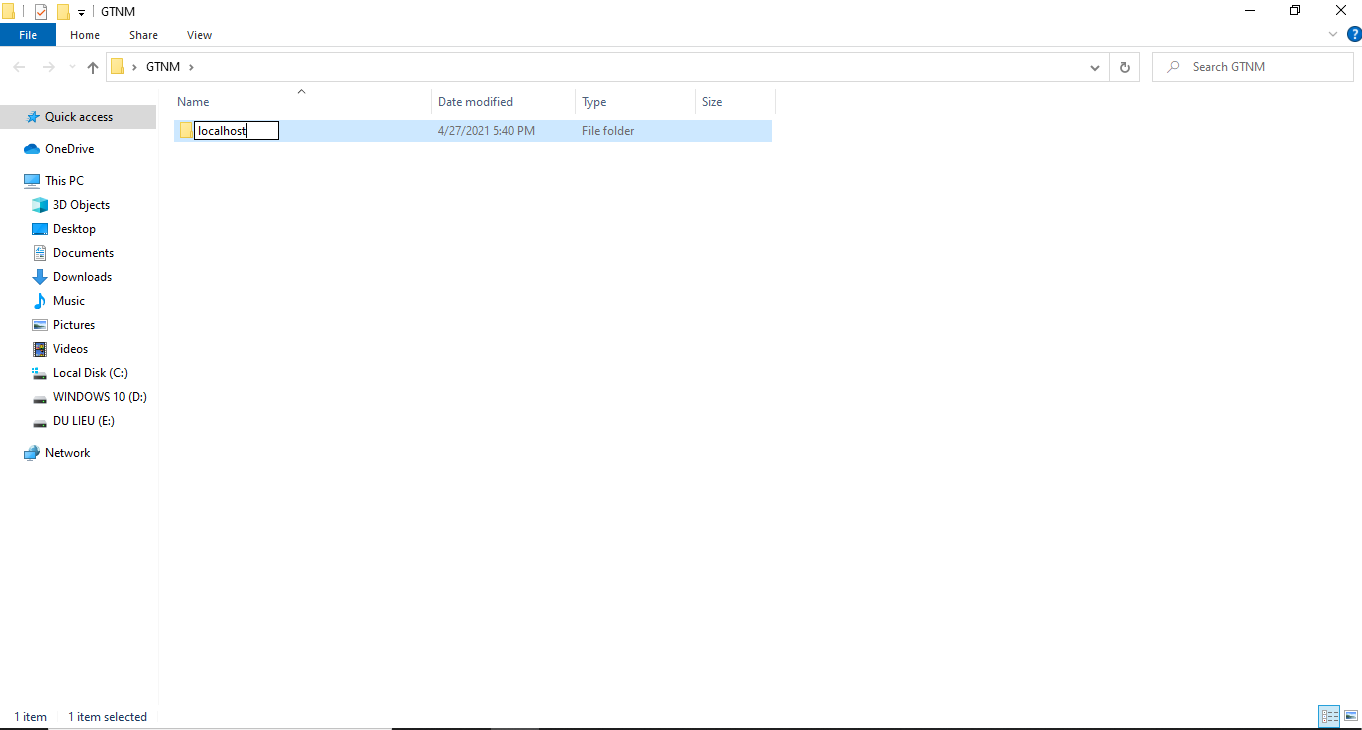 GTNM
File Home Share View
GTNM
Search GTNM
Name Date modified Type Size
localhost 4/27/2021 5:40 PM File folder
Quick access
OneDrive
This PC
3D Objects
Desktop
Documents
Downloads
Music
Pictures
Videos
Local Disk (C:)
WINDOWS 10 (D:)
DU LIEU (E:)
Network
1 item 1 item selected